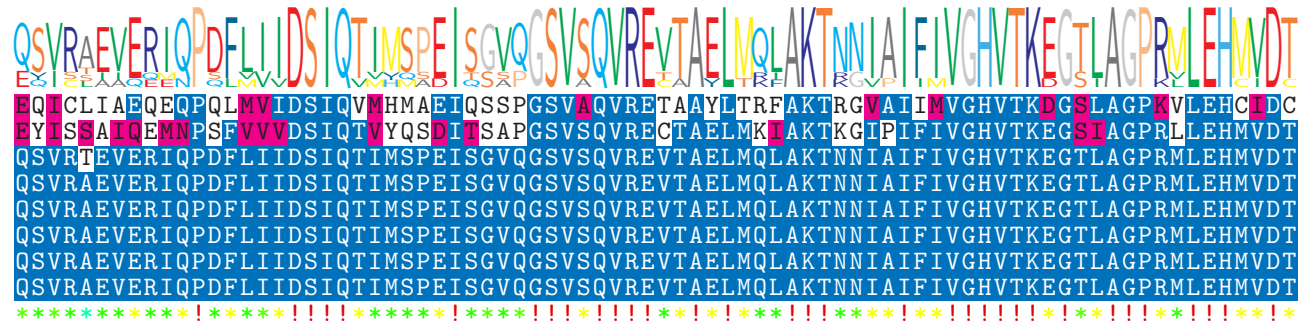 QSVRAEVERIQPDFLIIDSIQTIMSPEISGVQGSVSQVREVTAELMQLAKTNNIAIFIVGHVTKEGTLAGPRMLEHMVDT
EQICLIAEQEQPQLMVIDSIQVMHMAEIQSSPGSVAQVRETAAYLTRFAKTRGVAIIMVGHVTKDGSLAGPKVLEHCIDC
EYISSAIQEMNPSFVVVDSIQTVYQSDITSAPGSVSQVRECTAELMKIAKTKGIPIFIVGHVTKEGSIAGPRLLEHMVDT
QSVRTEVERIQPDFLIIDSIQTIMSPEISGVQGSVSQVREVTAELMQLAKTNNIAIFIVGHVTKEGTLAGPRMLEHMVDT
QSVRAEVERIQPDFLIIDSIQTIMSPEISGVQGSVSQVREVTAELMQLAKTNNIAIFIVGHVTKEGTLAGPRMLEHMVDT
QSVRAEVERIQPDFLIIDSIQTIMSPEISGVQGSVSQVREVTAELMQLAKTNNIAIFIVGHVTKEGTLAGPRMLEHMVDT
QSVRAEVERIQPDFLIIDSIQTIMSPEISGVQGSVSQVREVTAELMQLAKTNNIAIFIVGHVTKEGTLAGPRMLEHMVDT
QSVRAEVERIQPDFLIIDSIQTIMSPEISGVQGSVSQVREVTAELMQLAKTNNIAIFIVGHVTKEGTLAGPRMLEHMVDT
QSVRAEVERIQPDFLIIDSIQTIMSPEISGVQGSVSQVREVTAELMQLAKTNNIAIFIVGHVTKEGTLAGPRMLEHMVDT
***********!*****!!!!******!****!!!*!!!!**!*!***!!!****!**!!!!!!*!**!!!**!!!**!*